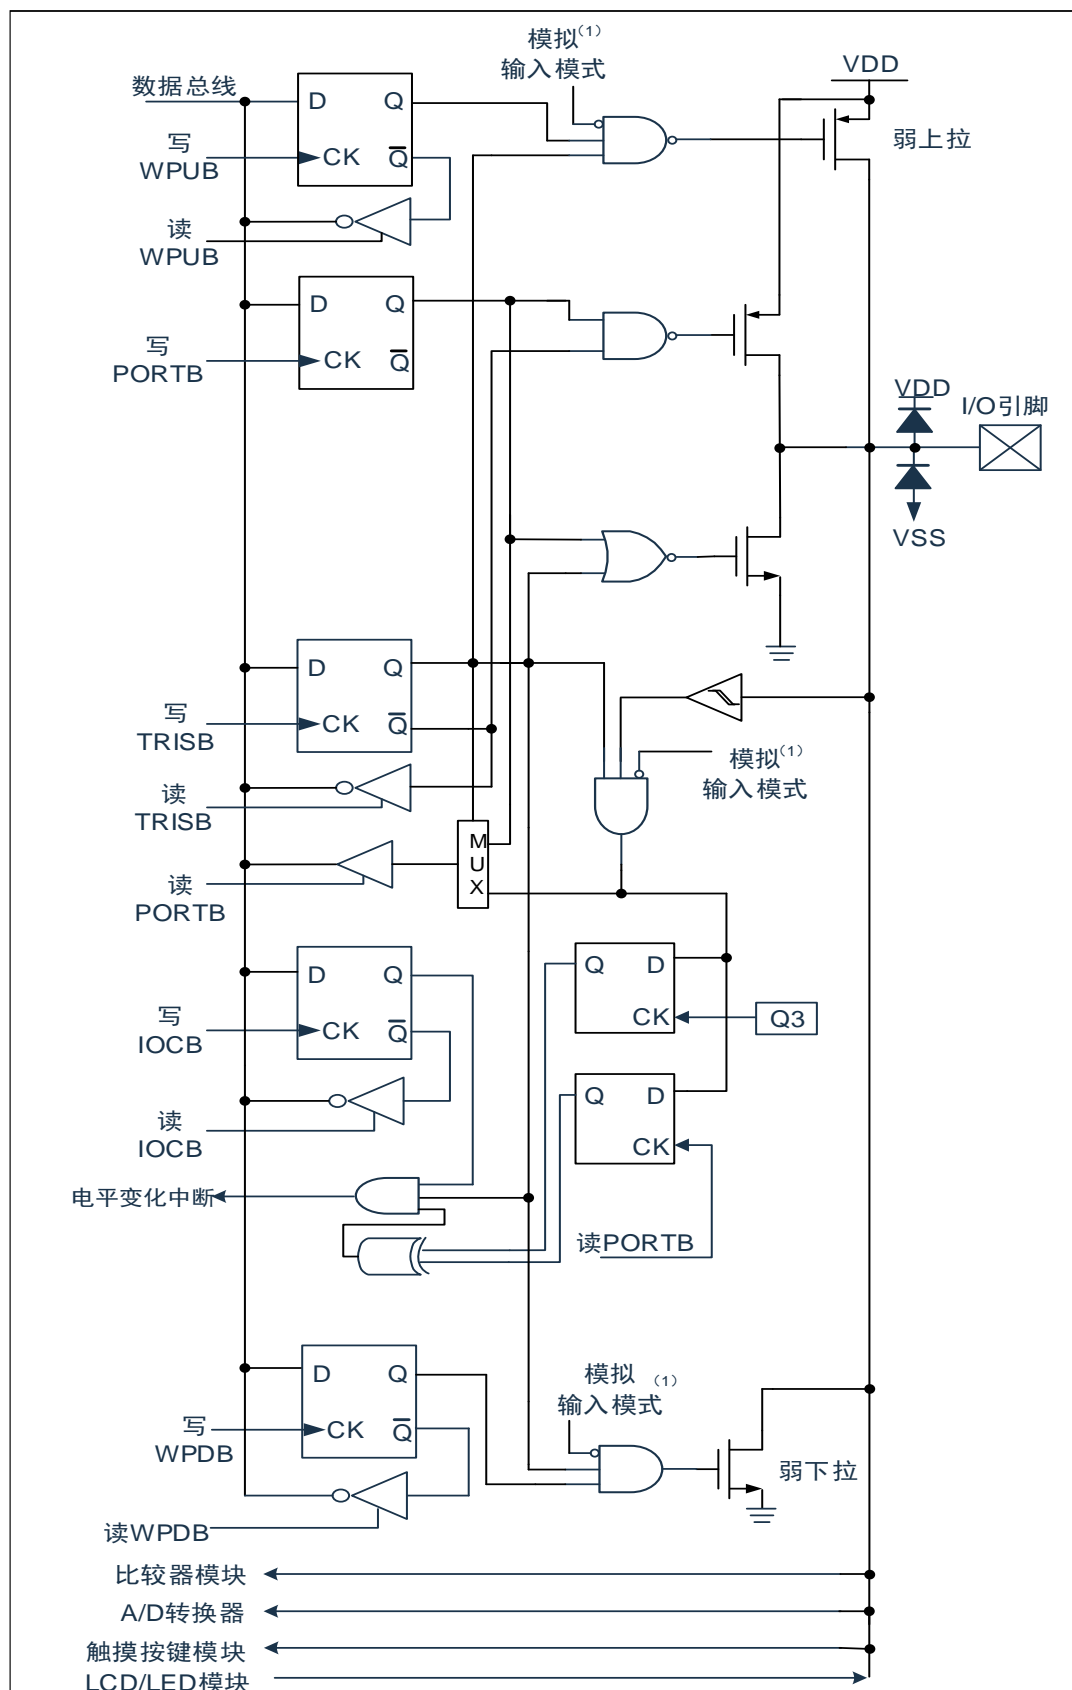 模拟(1)
输入模式
VDD
数据总线
D Q
写
WPUB
CK Q
弱上拉
读
WPUB
D Q
写
PORTB
CK Q
VDD
I/O引脚
VSS
D Q
写
TRISB
CK Q
模拟(1)
输入模式
读
TRISB
M
U
X
读
PORTB
D Q
Q D
写
IOCB
CK Q
CK
Q3
Q D
读
IOCB
CK
电平变化中断
读PORTB
D Q
模拟(1)
输入模式
写
WPDB
CK Q
弱下拉
读WPDB
比较器模块
A/D转换器
触摸按键模块
LCD/LED模块